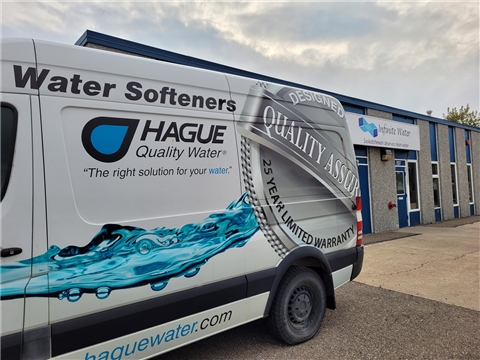 Water Softeners
HAGUE
Quality Water®
"The right solution for your water."
DESIGNED
QUALITY ASSUR
25 YEAR LIMITED WARRANTY
haguewater.com
Infinite Water